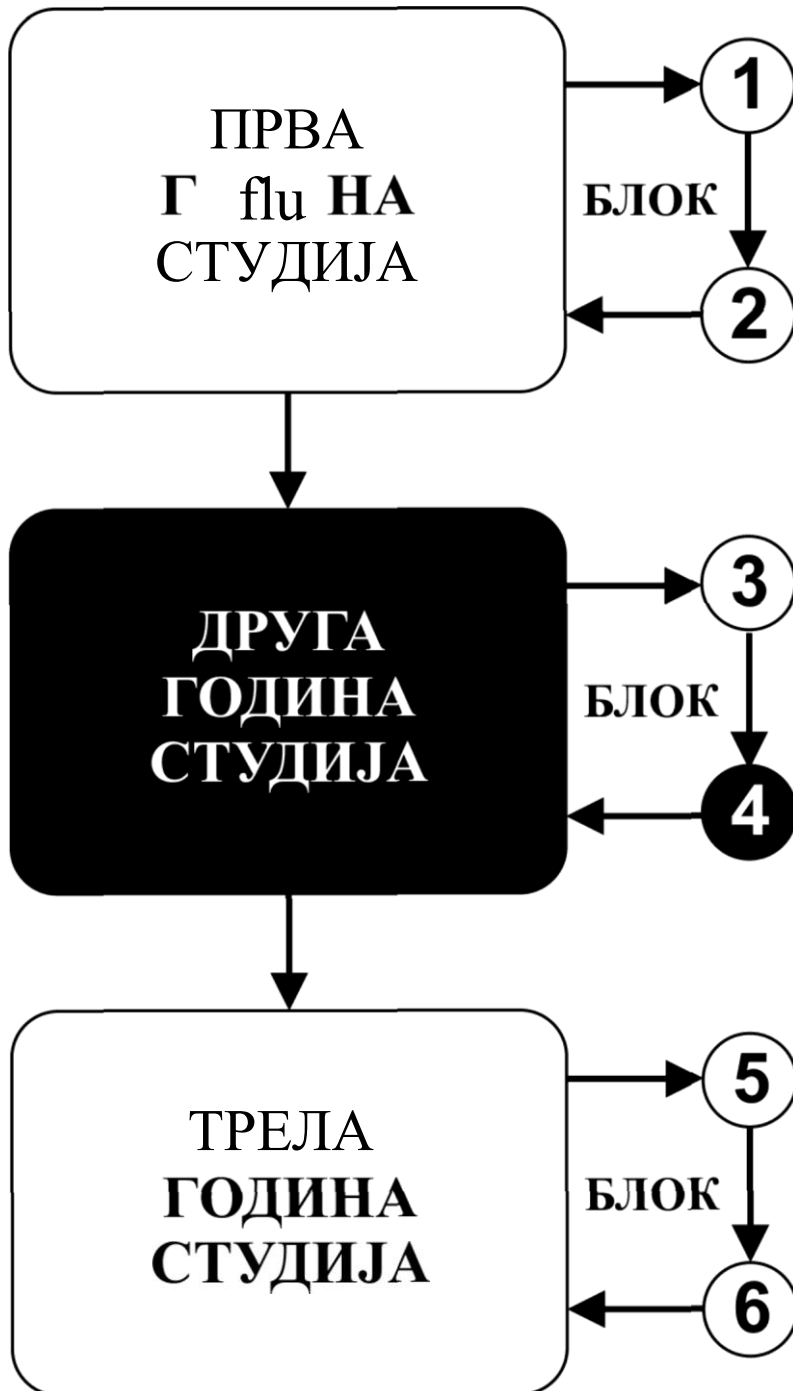 ПРВА
Г flu НА
СТУДИЈА
1
БЛОК
2
ДРУГА
ГОДИНА
СТУДИЈА
3
БЛОК
4
ТРЕЛА
ГОДИНА
СТУДИЈА
5
БЛОК
6